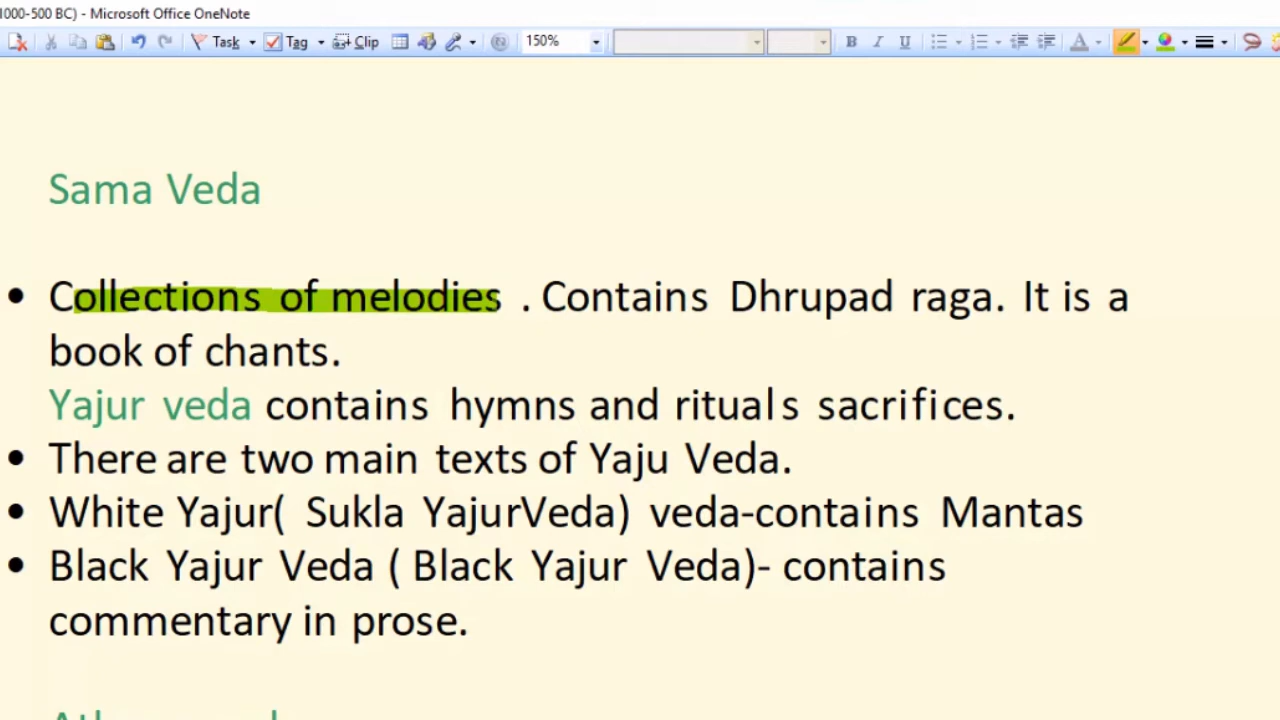 1000-500 BC) - Microsoft Office OneNote
Task Tag Clip 150% B I U A
Sama Veda
• Collections of melodies . Contains Dhrupad raga. It is a
book of chants.
Yajur veda contains hymns and rituals sacrifices.
• There are two main texts of Yaju Veda.
• White Yajur( Sukla YajurVeda) veda-contains Mantas
• Black Yajur Veda ( Black Yajur Veda)- contains
commentary in prose.